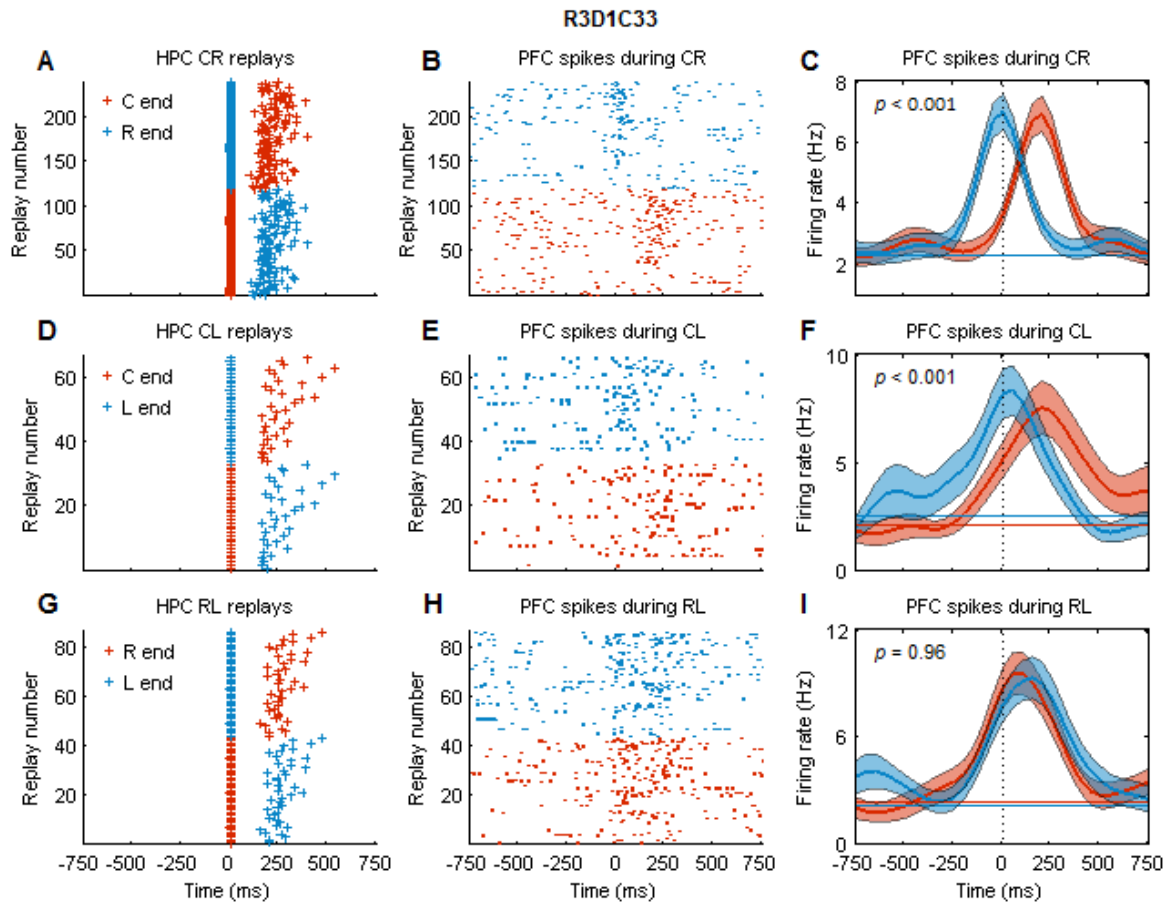 R3D1C33
A
HPC CR replays
B
PFC spikes during CR
C
PFC spikes during CR
C end
R end
p < 0.001
Replay number
200
150
100
50
Replay number
200
150
100
50
Firing rate (Hz)
8
6
4
2
D
HPC CL replays
E
PFC spikes during CL
F
PFC spikes during CL
C end
L end
p < 0.001
Replay number
60
40
20
Replay number
60
40
20
Firing rate (Hz)
10
5
0
G
HPC RL replays
H
PFC spikes during RL
I
PFC spikes during RL
R end
L end
p = 0.96
Replay number
80
60
40
20
Replay number
80
60
40
20
Firing rate (Hz)
12
6
0
-750 -500 -250 0 250 500 750
-750 -500 -250 0 250 500 750
-750 -500 -250 0 250 500 750
Time (ms)
Time (ms)
Time (ms)